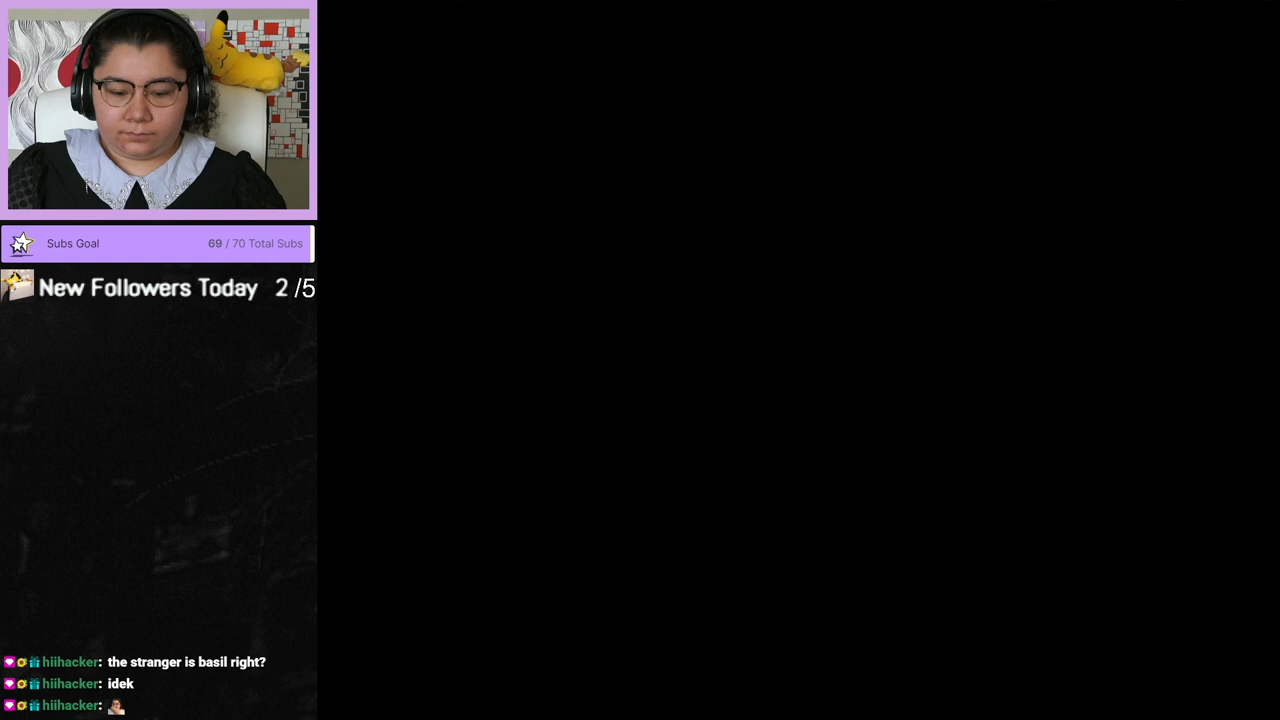 Subs Goal 69 / 70 Total Subs
New Followers Today 2 /5
hiihacker: the stranger is basil right?
hiihacker: idek
hiihacker: